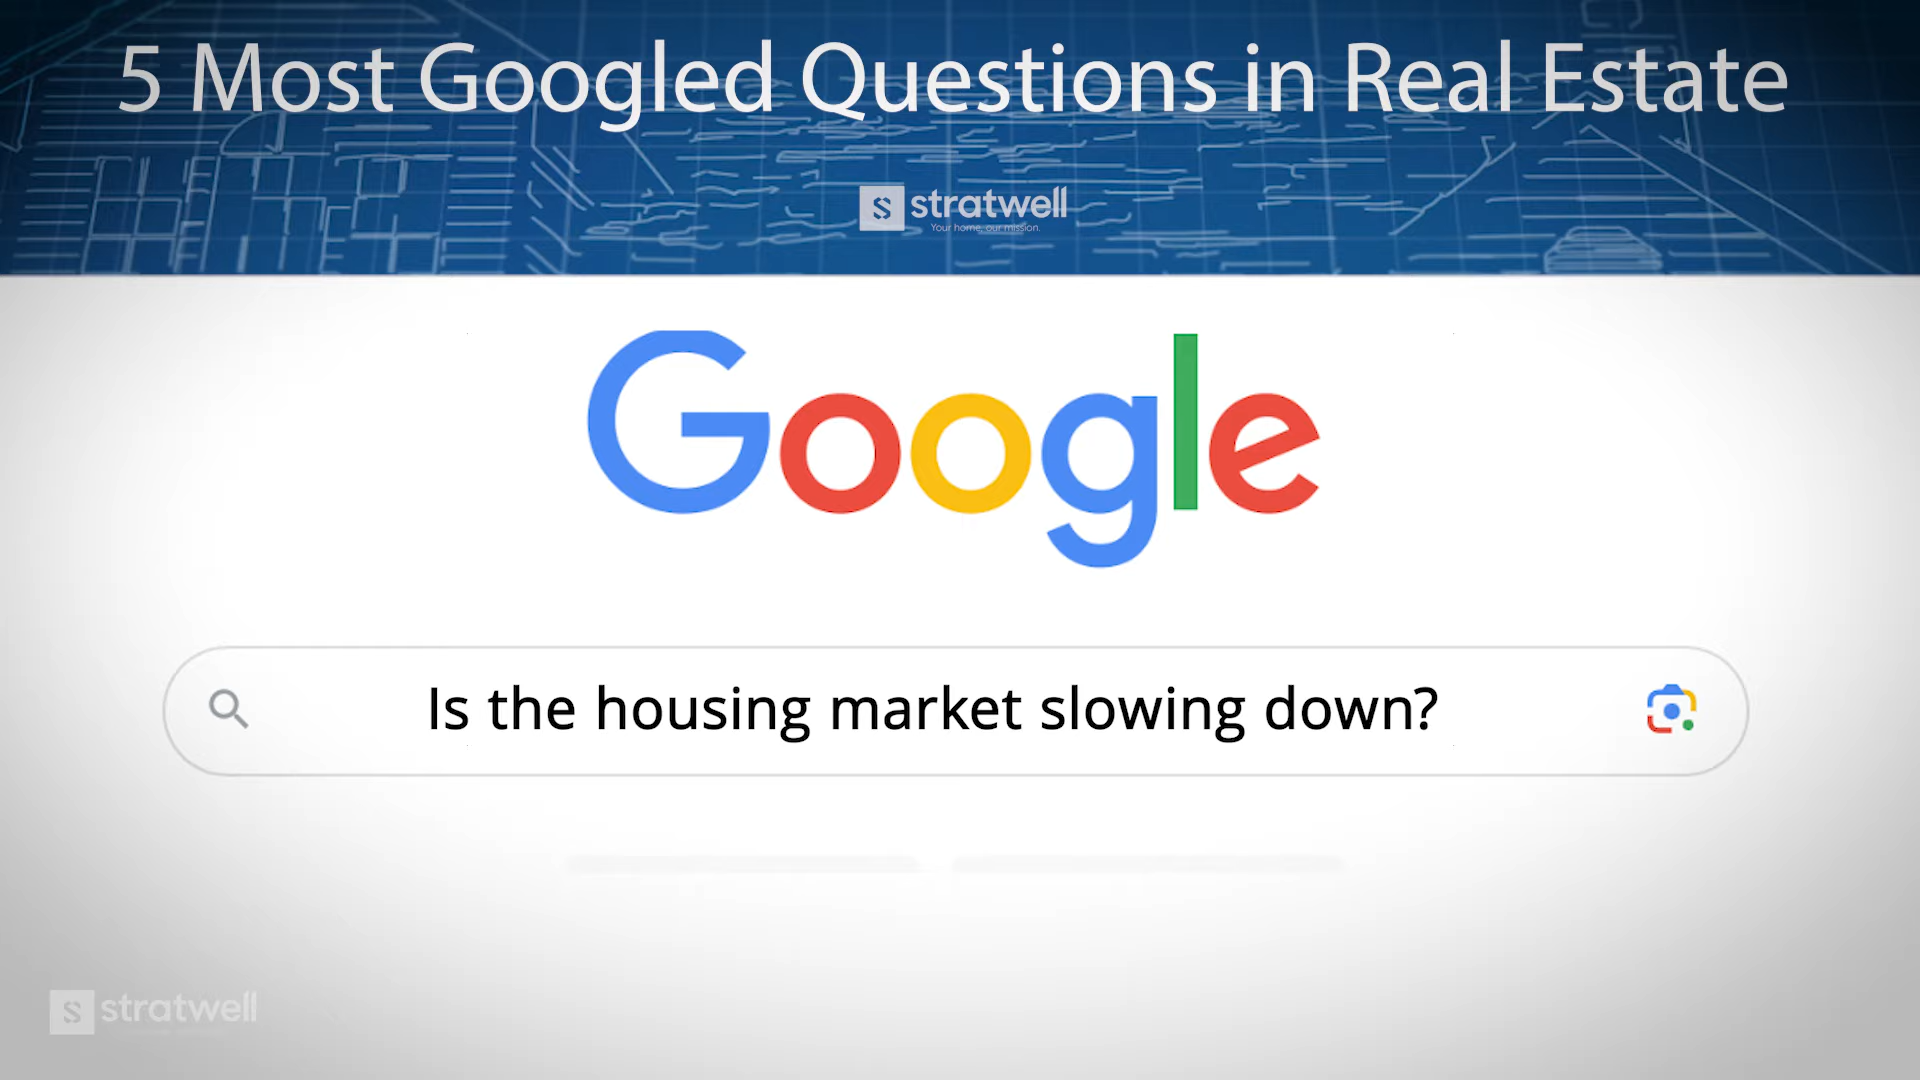 5 Most Googled Questions in Real Estate
S stratwell
Your home, our mission.
Google
Is the housing market slowing down?
S stratwell